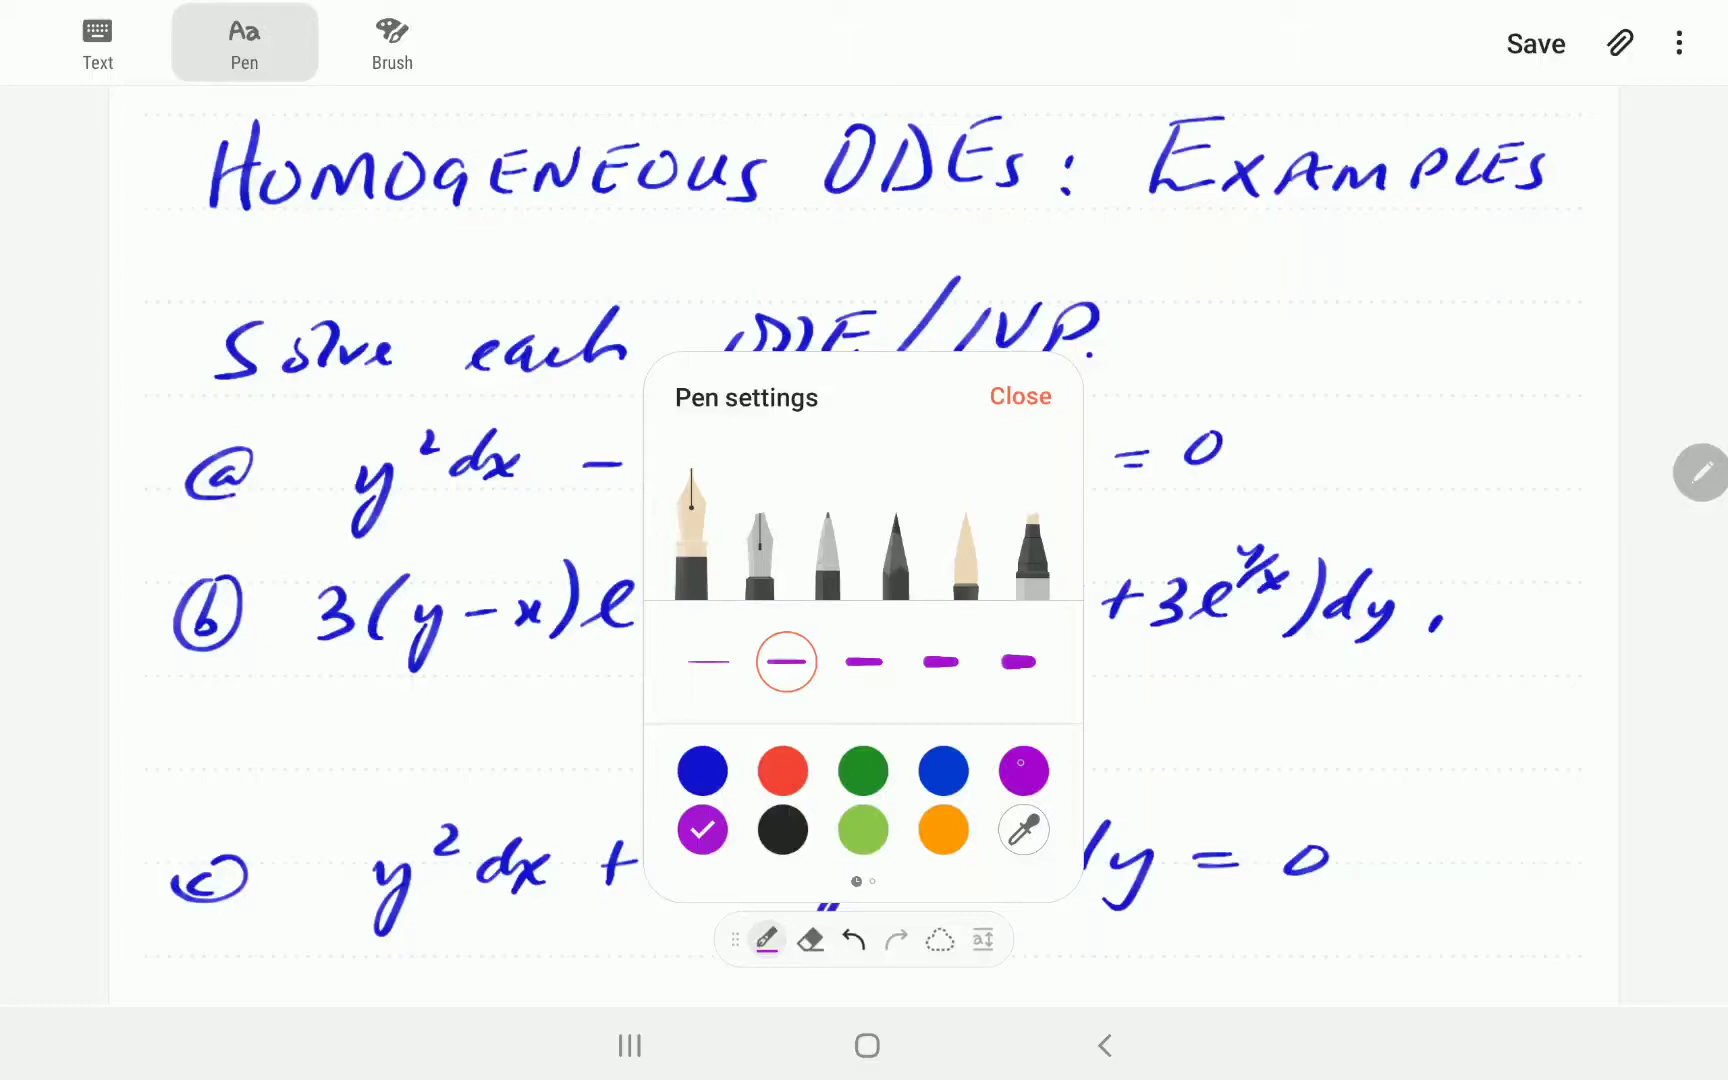 Text Pen Brush Save
HOMOGENEOUS ODEs: EXAMPLES
Solve each ODE/IVP.
Pen settings Close
ⓐ y²dx - = 0
ⓑ 3(y-x)e +3e^{y/x})dy.
ⓒ y²dx + dy = 0